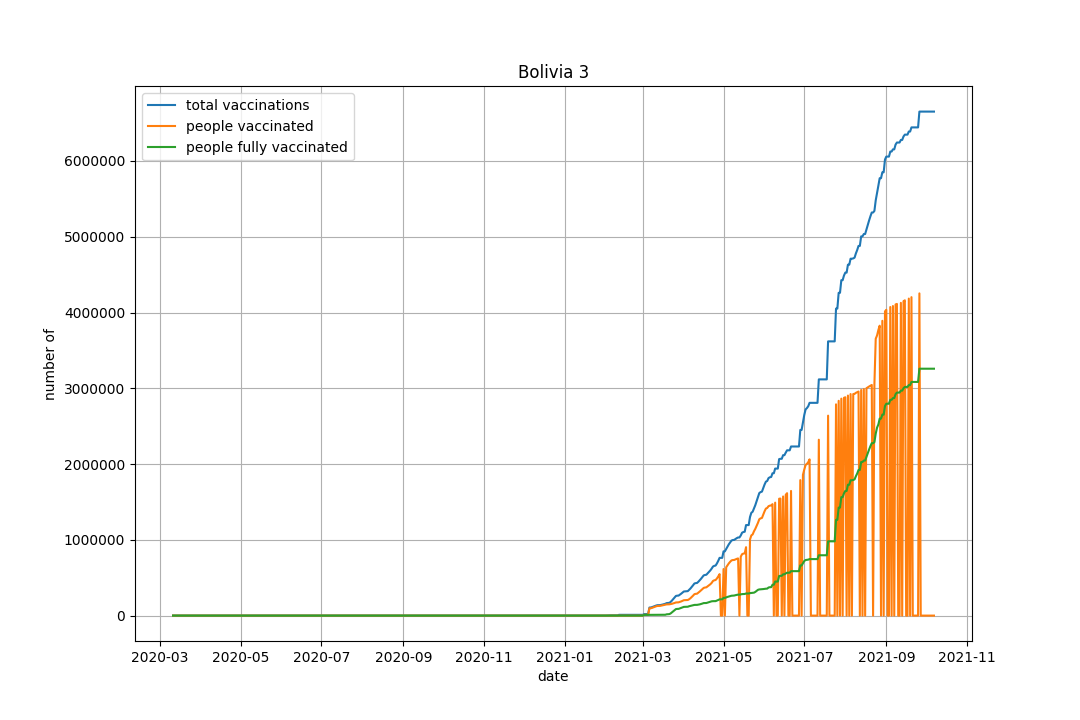 Bolivia 3
total vaccinations
people vaccinated
people fully vaccinated
number of
6000000
5000000
4000000
3000000
2000000
1000000
0
2020-03 2020-05 2020-07 2020-09 2020-11 2021-01 2021-03 2021-05 2021-07 2021-09 2021-11
date